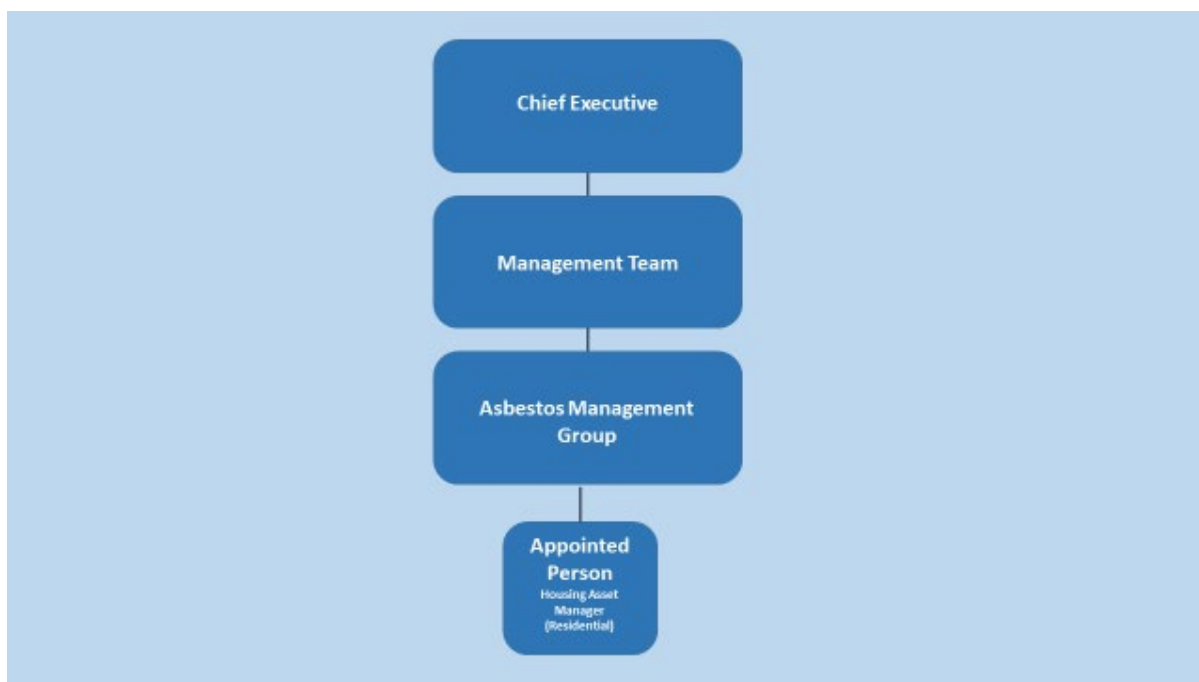 Chief Executive
Management Team
Asbestos Management
Group
Appointed
Person
Housing Asset
Manager
(Residential)